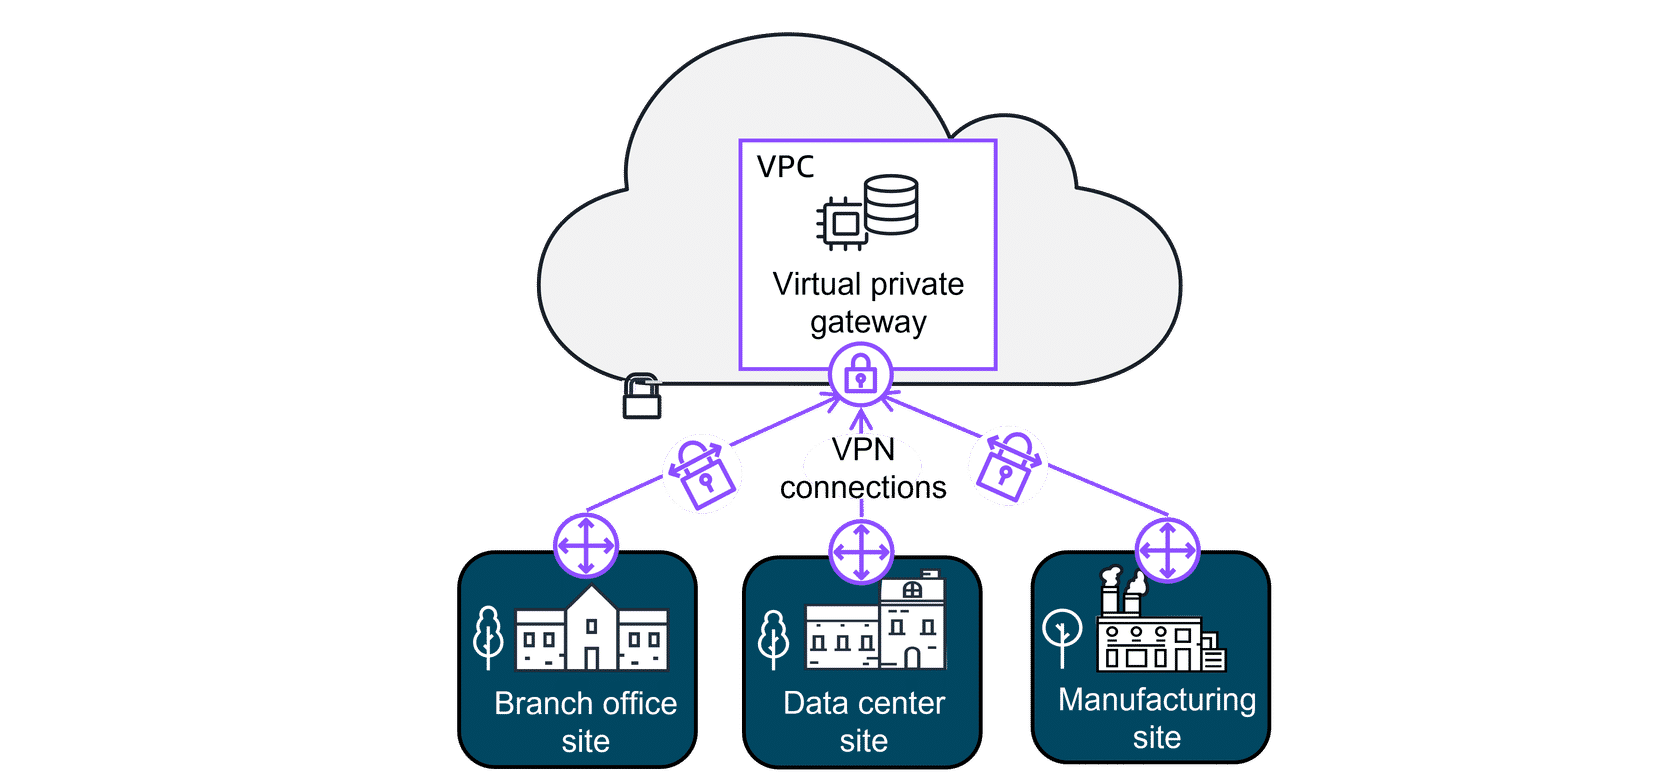 VPC
Virtual private
gateway
VPN
connections
Branch office
site
Data center
site
Manufacturing
site